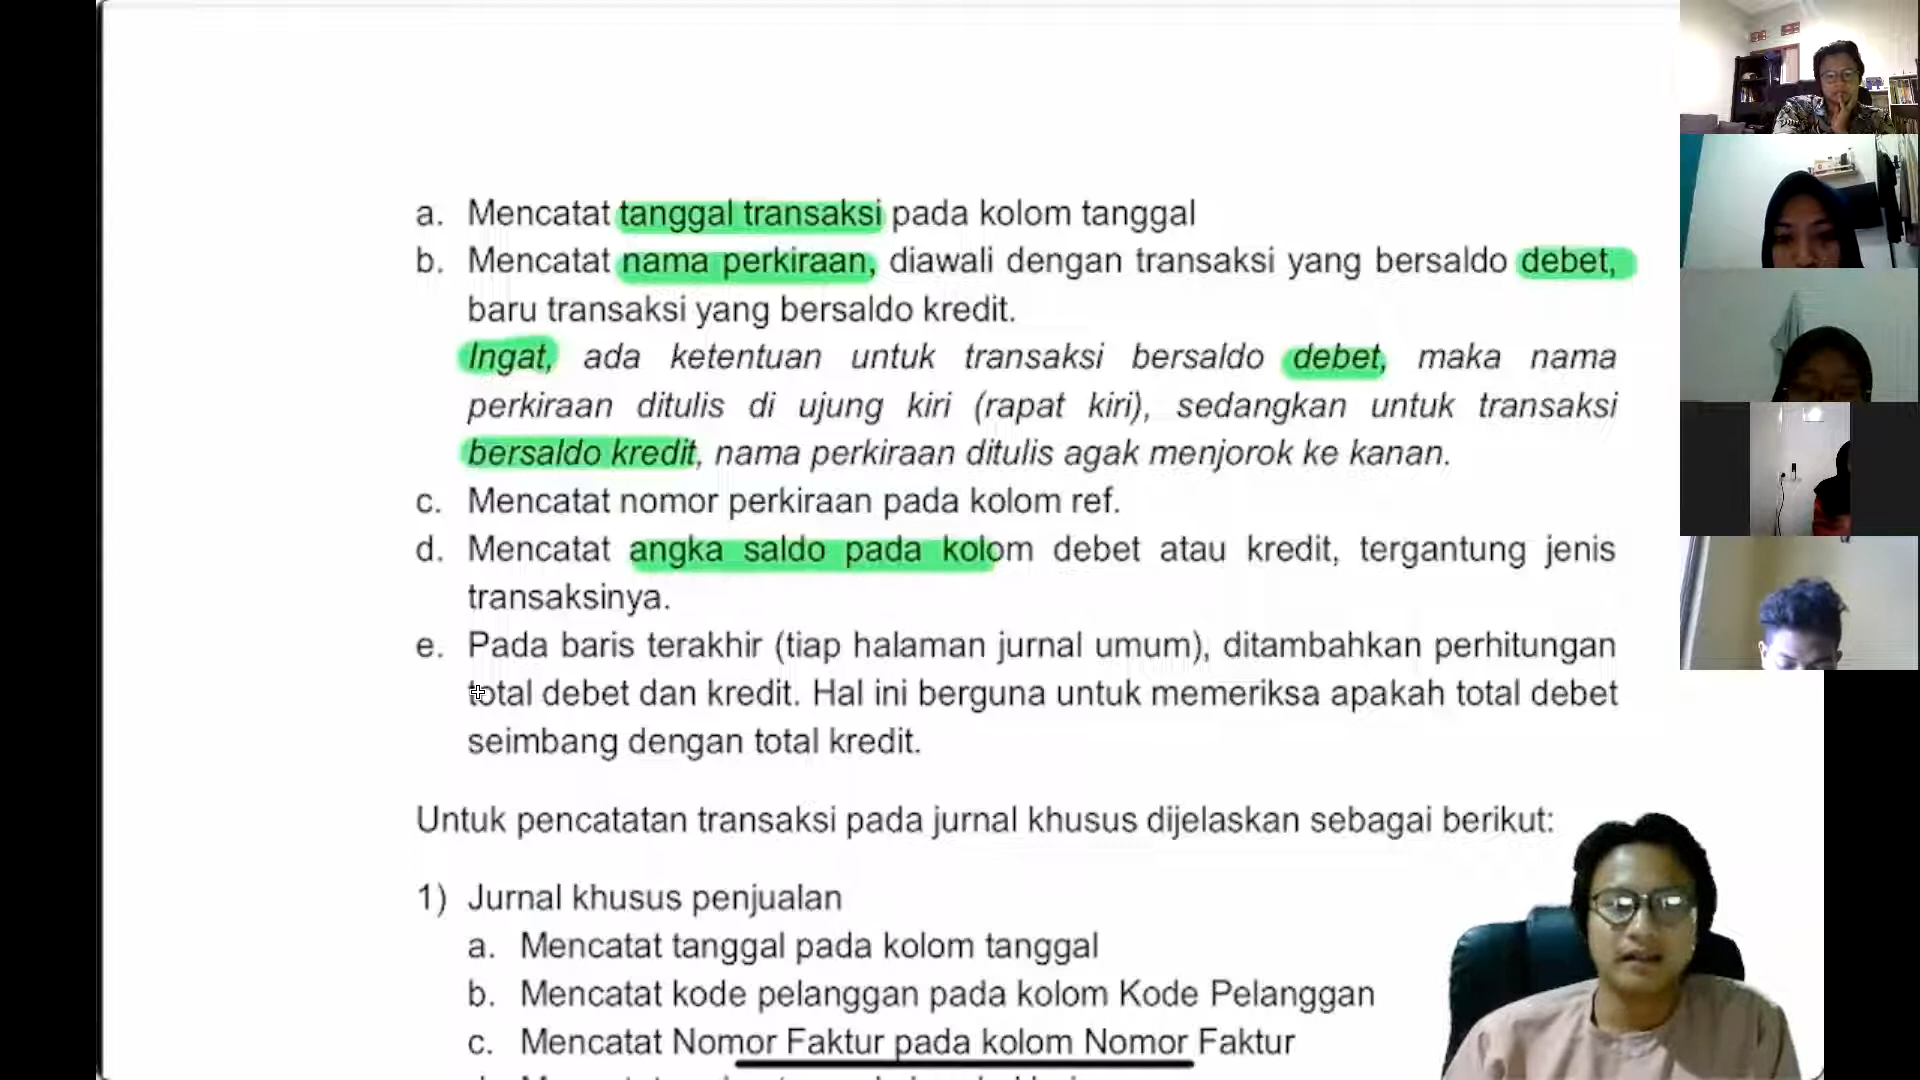 a. Mencatat tanggal transaksi pada kolom tanggal
b. Mencatat nama perkiraan, diawali dengan transaksi yang bersaldo debet,
baru transaksi yang bersaldo kredit.
Ingat, ada ketentuan untuk transaksi bersaldo debet, maka nama
perkiraan ditulis di ujung kiri (rapat kiri), sedangkan untuk transaksi
bersaldo kredit, nama perkiraan ditulis agak menjorok ke kanan.
c. Mencatat nomor perkiraan pada kolom ref.
d. Mencatat angka saldo pada kolom debet atau kredit, tergantung jenis
transaksinya.
e. Pada baris terakhir (tiap halaman jurnal umum), ditambahkan perhitungan
total debet dan kredit. Hal ini berguna untuk memeriksa apakah total debet
seimbang dengan total kredit.
Untuk pencatatan transaksi pada jurnal khusus dijelaskan sebagai berikut:
1) Jurnal khusus penjualan
a. Mencatat tanggal pada kolom tanggal
b. Mencatat kode pelanggan pada kolom Kode Pelanggan
c. Mencatat Nomor Faktur pada kolom Nomor Faktur